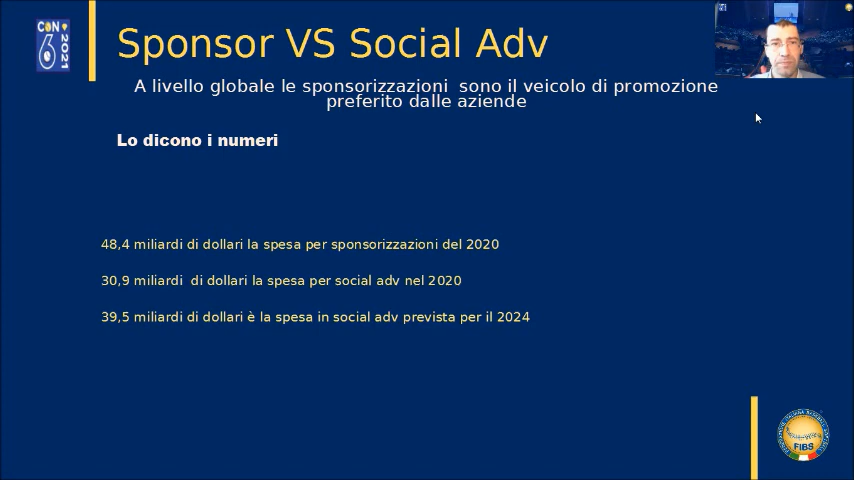 CON
6
2021
Sponsor VS Social Adv
A livello globale le sponsorizzazioni  sono il veicolo di promozione
preferito dalle aziende
Lo dicono i numeri
48,4 miliardi di dollari la spesa per sponsorizzazioni del 2020
30,9 miliardi  di dollari la spesa per social adv nel 2020
39,5 miliardi di dollari è la spesa in social adv prevista per il 2024
FIBS